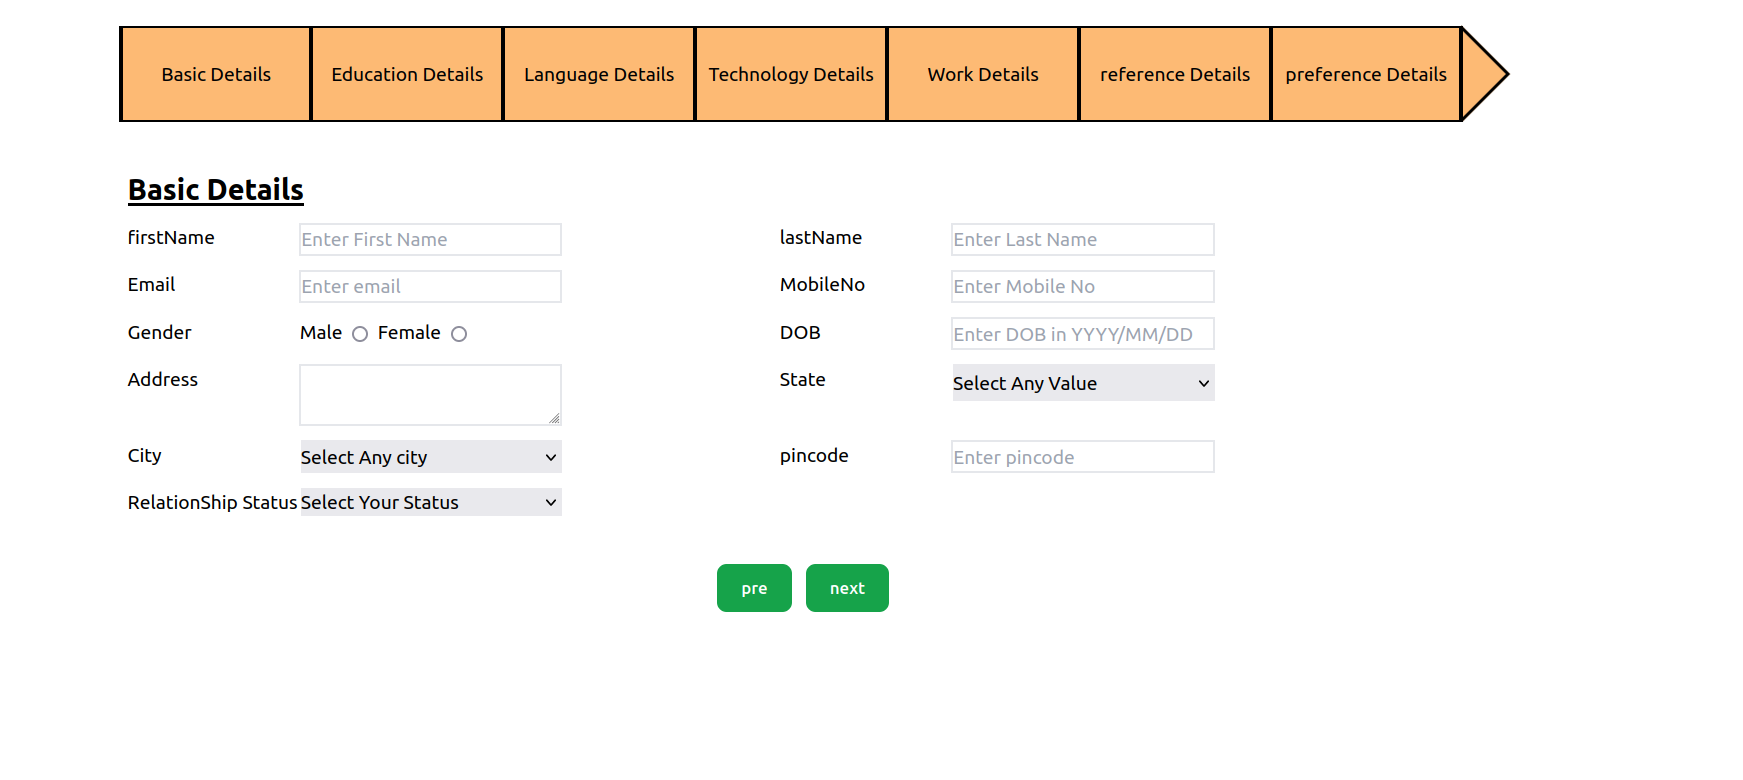 Basic Details Education Details Language Details Technology Details Work Details reference Details preference Details
Basic Details
firstName Enter First Name lastName Enter Last Name
Email Enter email MobileNo Enter Mobile No
Gender Male Female DOB Enter DOB in YYYY/MM/DD
Address State Select Any Value
City Select Any city pincode Enter pincode
RelationShip Status Select Your Status
pre next